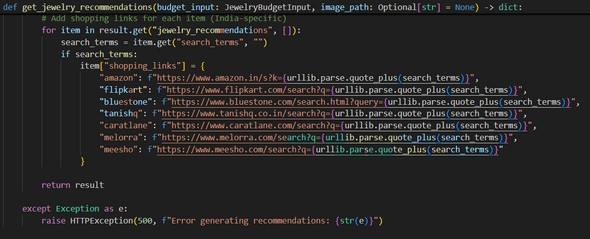 def get_jewelry_recommendations(budget_input: JewelryBudgetInput, image_path: Optional[str] = None) -> dict:
        # Add shopping links for each item (India-specific)
        for item in result.get("jewelry_recommendations", []):
            search_terms = item.get("search_terms", "")
            if search_terms:
                item["shopping_links"] = {
                    "amazon": f"https://www.amazon.in/s?k={urllib.parse.quote_plus(search_terms)}",
                    "flipkart": f"https://www.flipkart.com/search?q={urllib.parse.quote_plus(search_terms)}",
                    "bluestone": f"https://www.bluestone.com/search.html?query={urllib.parse.quote_plus(search_terms)}",
                    "tanishq": f"https://www.tanishq.co.in/search?q={urllib.parse.quote_plus(search_terms)}",
                    "caratlane": f"https://www.caratlane.com/search?q={urllib.parse.quote_plus(search_terms)}",
                    "melorra": f"https://www.melorra.com/search?q={urllib.parse.quote_plus(search_terms)}",
                    "meesho": f"https://www.meesho.com/search?q={urllib.parse.quote_plus(search_terms)}"
                }
        return result
    except Exception as e:
        raise HTTPException(500, f"Error generating recommendations: {str(e)}")